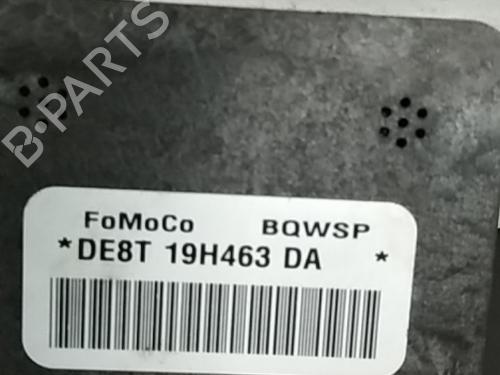 B-PARTS
FoMoCo BQWSP
*DE8T 19H463 DA *